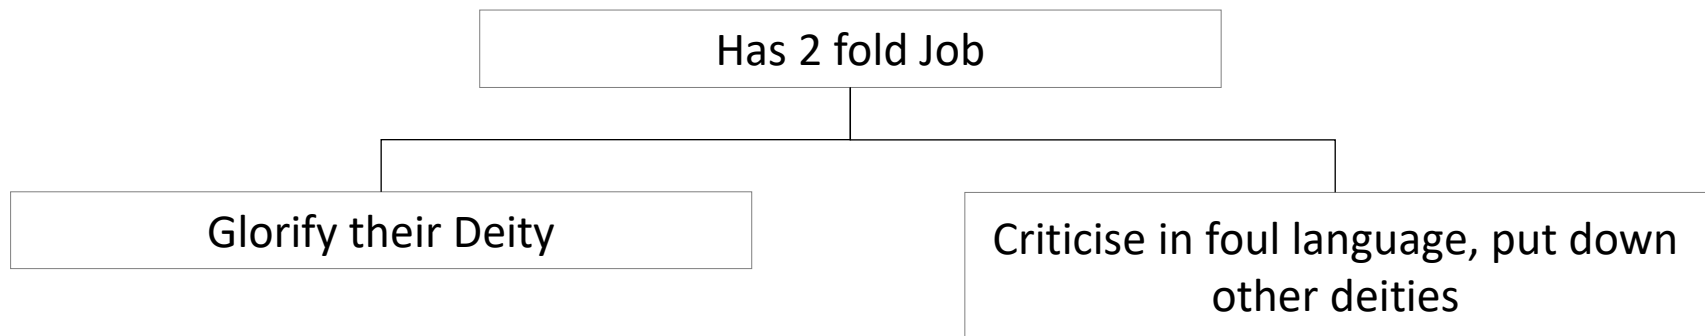 Has 2 fold Job
Glorify their Deity
Criticise in foul language, put down
other deities